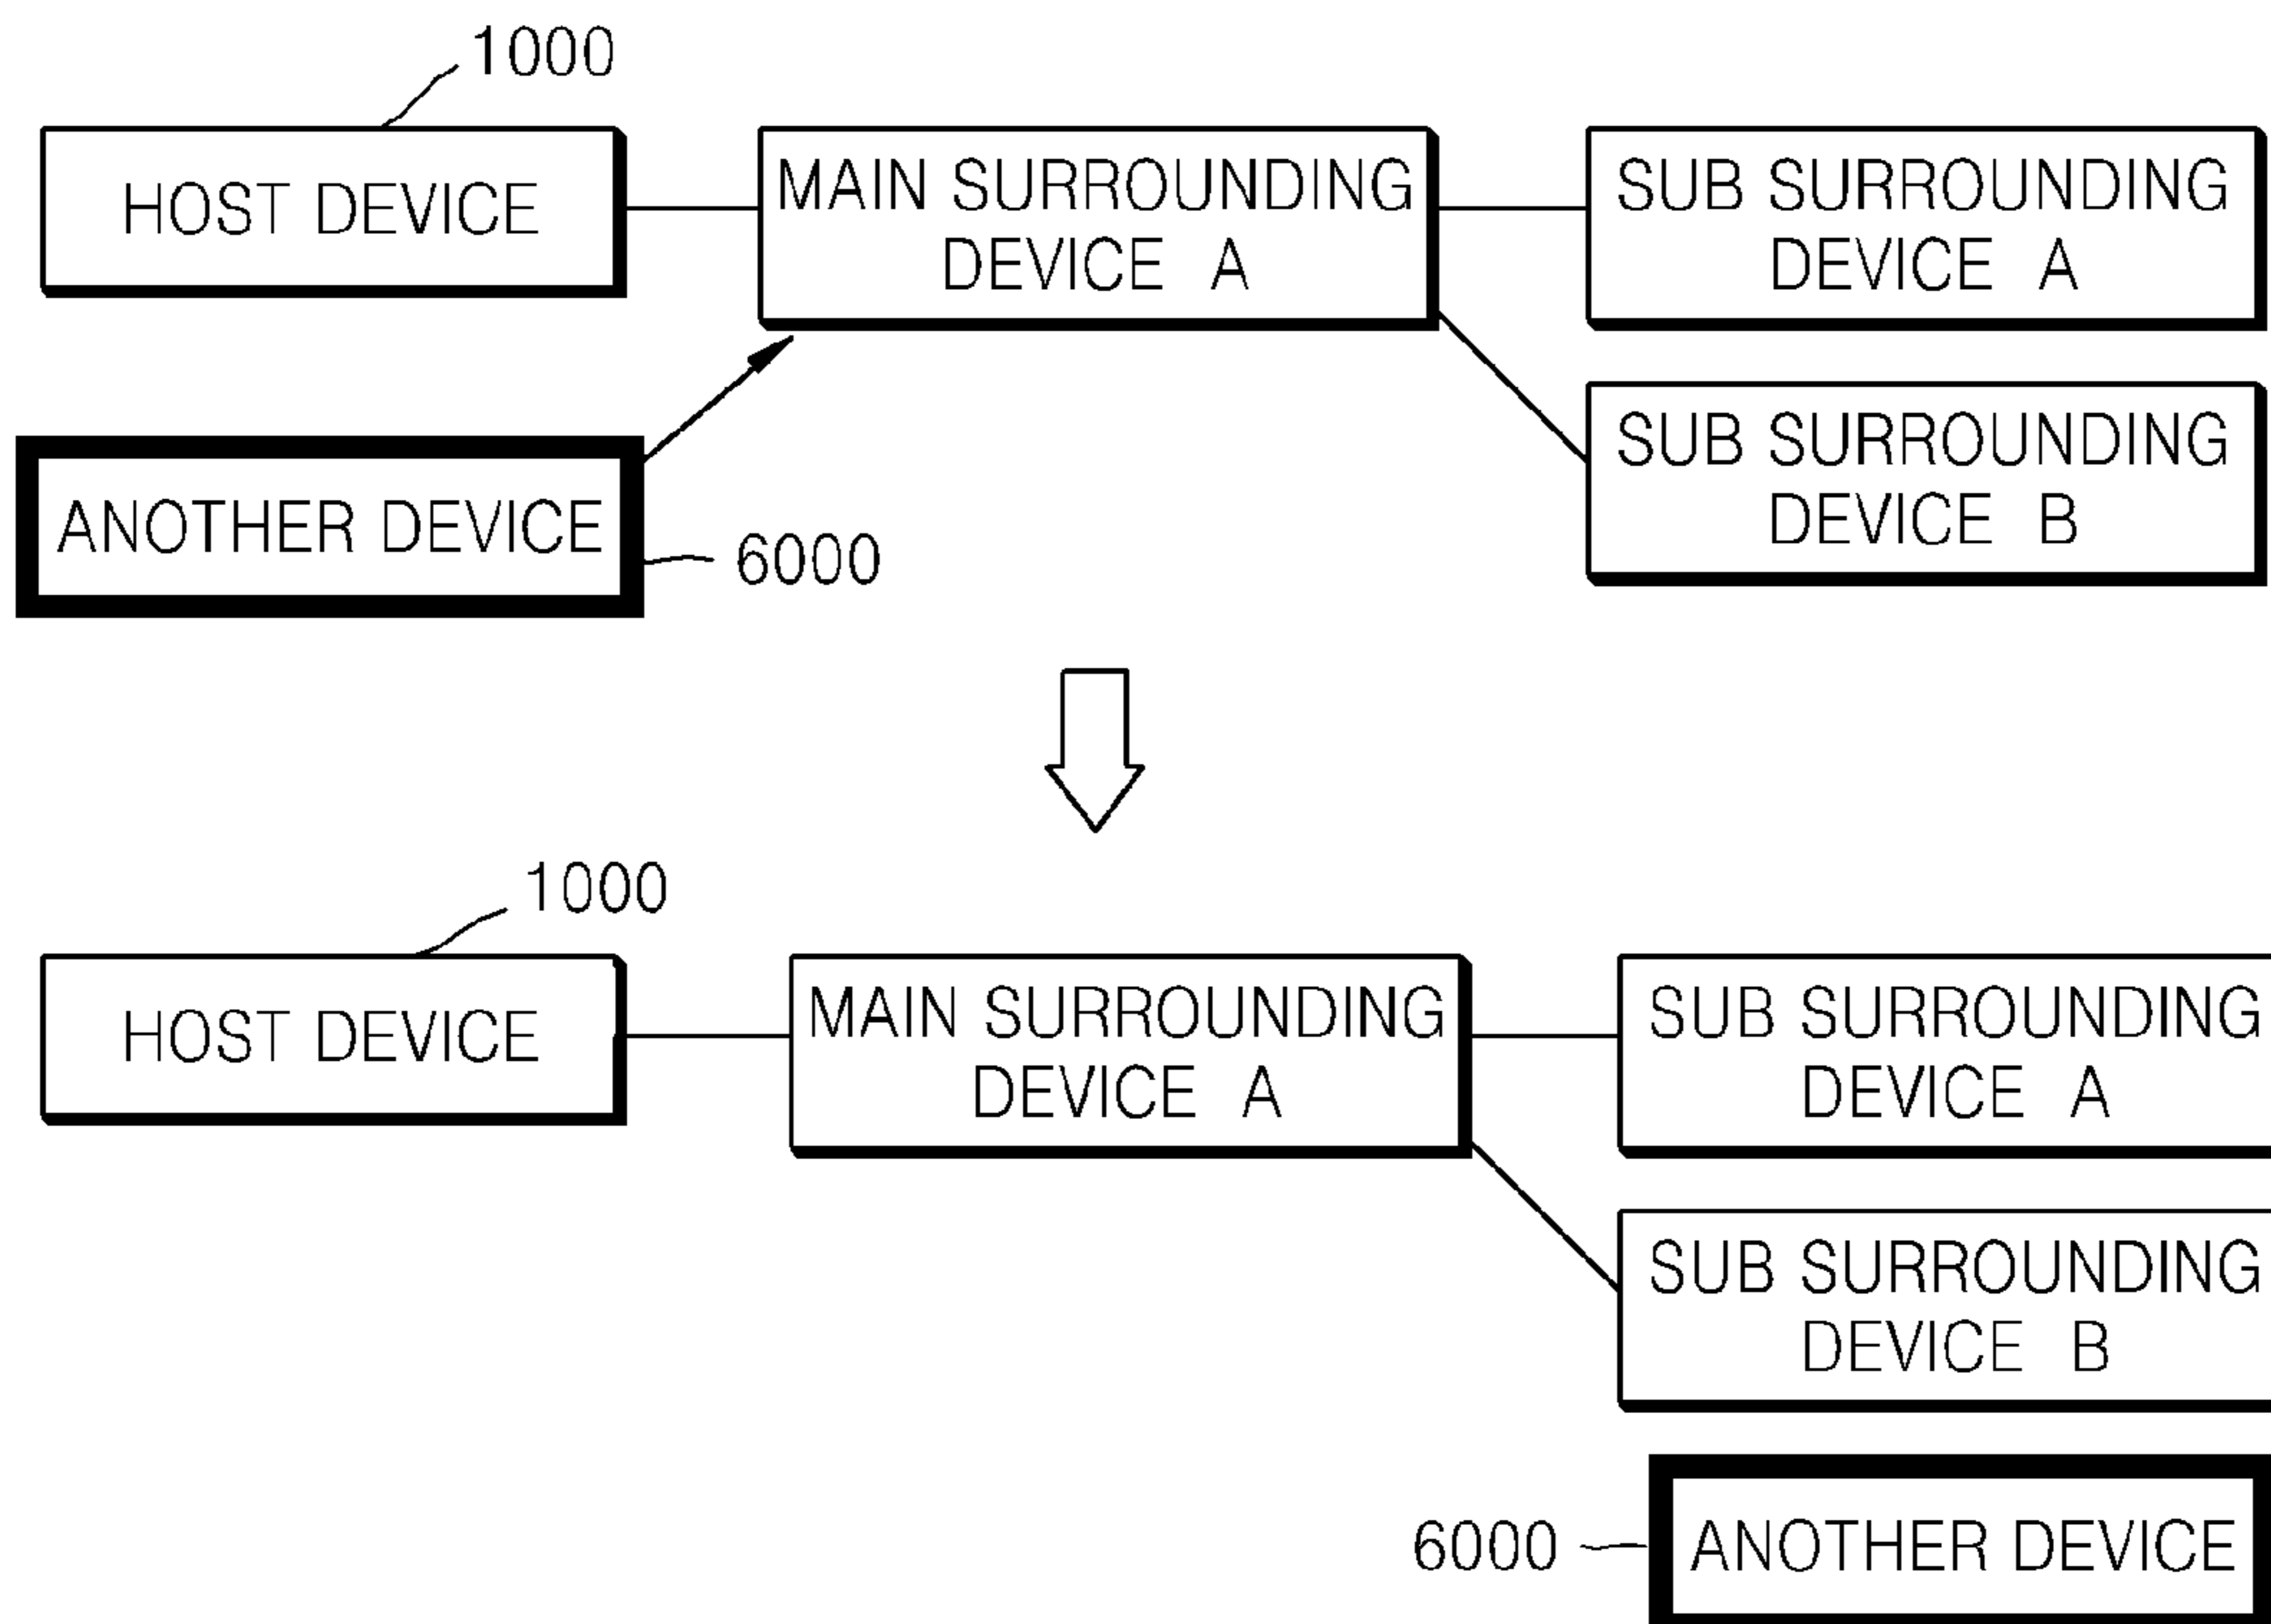 1000
HOST DEVICE
MAIN SURROUNDING
DEVICE A
SUB SURROUNDING
DEVICE A
SUB SURROUNDING
DEVICE B
ANOTHER DEVICE
6000
1000
HOST DEVICE
MAIN SURROUNDING
DEVICE A
SUB SURROUNDING
DEVICE A
SUB SURROUNDING
DEVICE B
6000
ANOTHER DEVICE